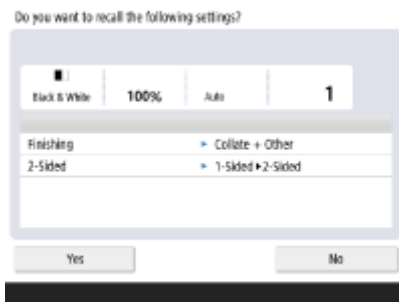 Do you want to recall the following settings?
Black & White 100% Auto 1
Finishing ▸ Collate + Other
2-Sided ▸ 1-Sided▸2-Sided
Yes No